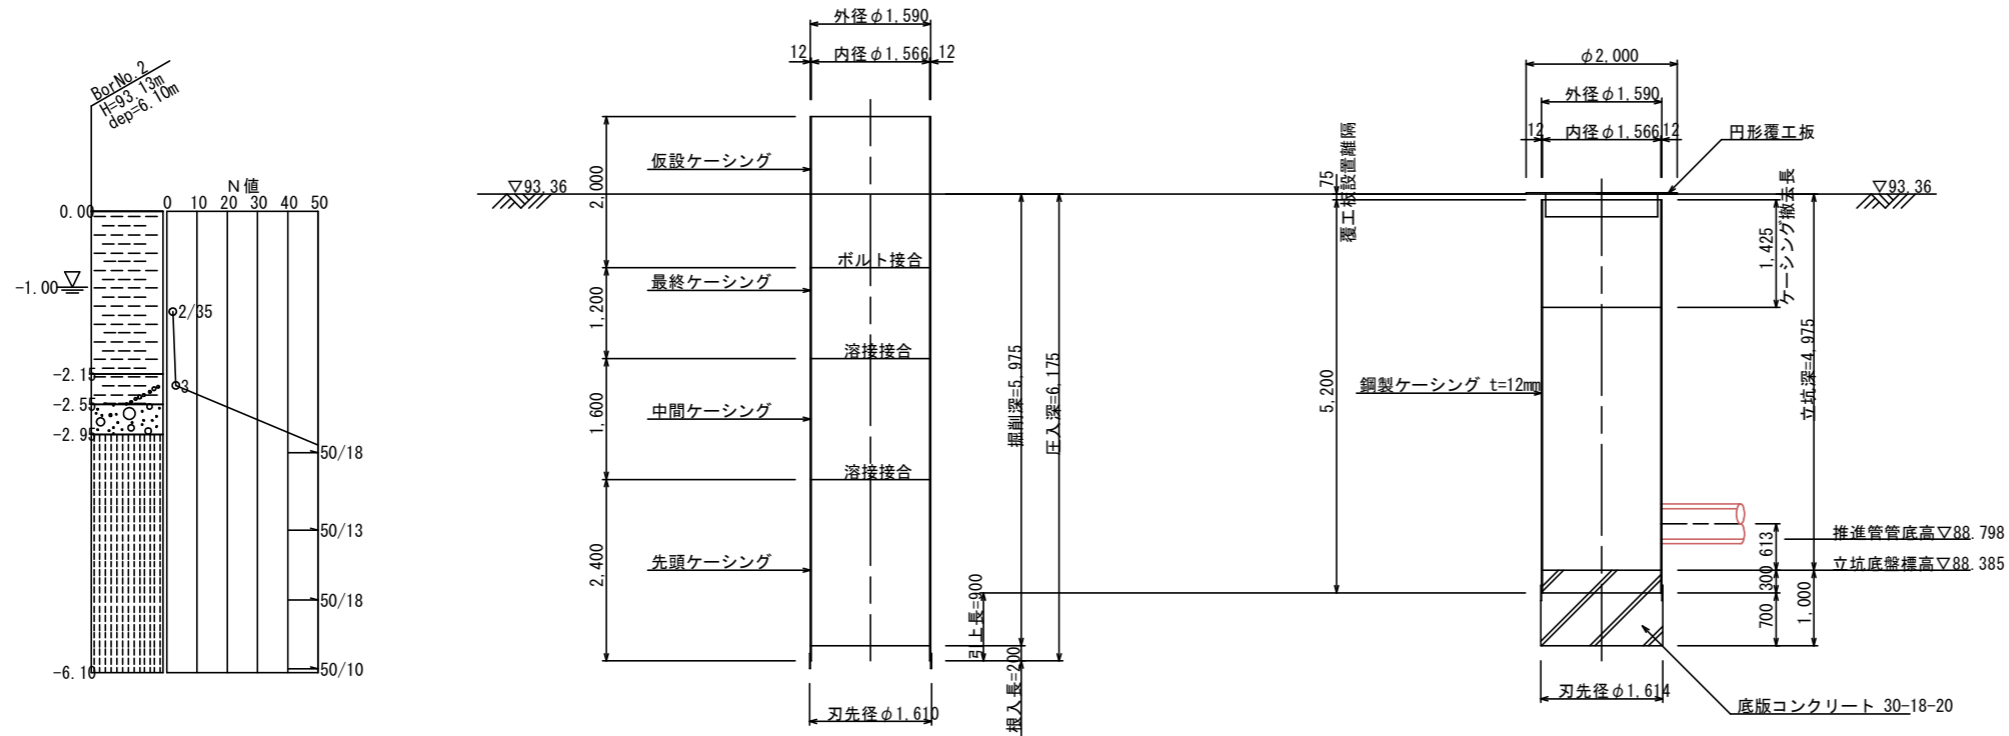 BorNo.2
H=93.13m
dep=6.10m
N値
0 10 20 30 40 50
0.00
-1.00
-2.15
-2.55
-2.95
-6.10
2/35
3
50/18
50/13
50/18
50/10
外径φ1,590
12 内径φ1,566 12
仮設ケーシング
▽93.36
2,000
ボルト接合
最終ケーシング
1,200
溶接接合
1,600
中間ケーシング
溶接接合
2,400
先頭ケーシング
掘削深=5,975
圧入深=6,175
引上長=900
根入長=200
刃先径φ1,610
φ2,000
外径φ1,590
12 内径φ1,566 12
円形覆工板
75
覆工板設置離隔
▽93.36
1,425
ケーシング撤去長
5,200
鋼製ケーシング t=12mm
立坑深=4,975
613
推進管管底高▽88.798
立坑底盤標高▽88.385
300
700
1,000
刃先径φ1,614
底版コンクリート 30-18-20